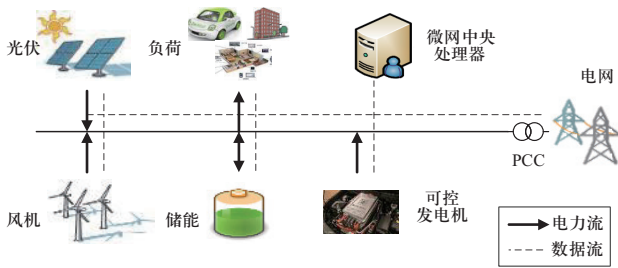 光伏
负荷
微网中央
处理器
电网
PCC
风机
储能
可控
发电机
电力流
数据流